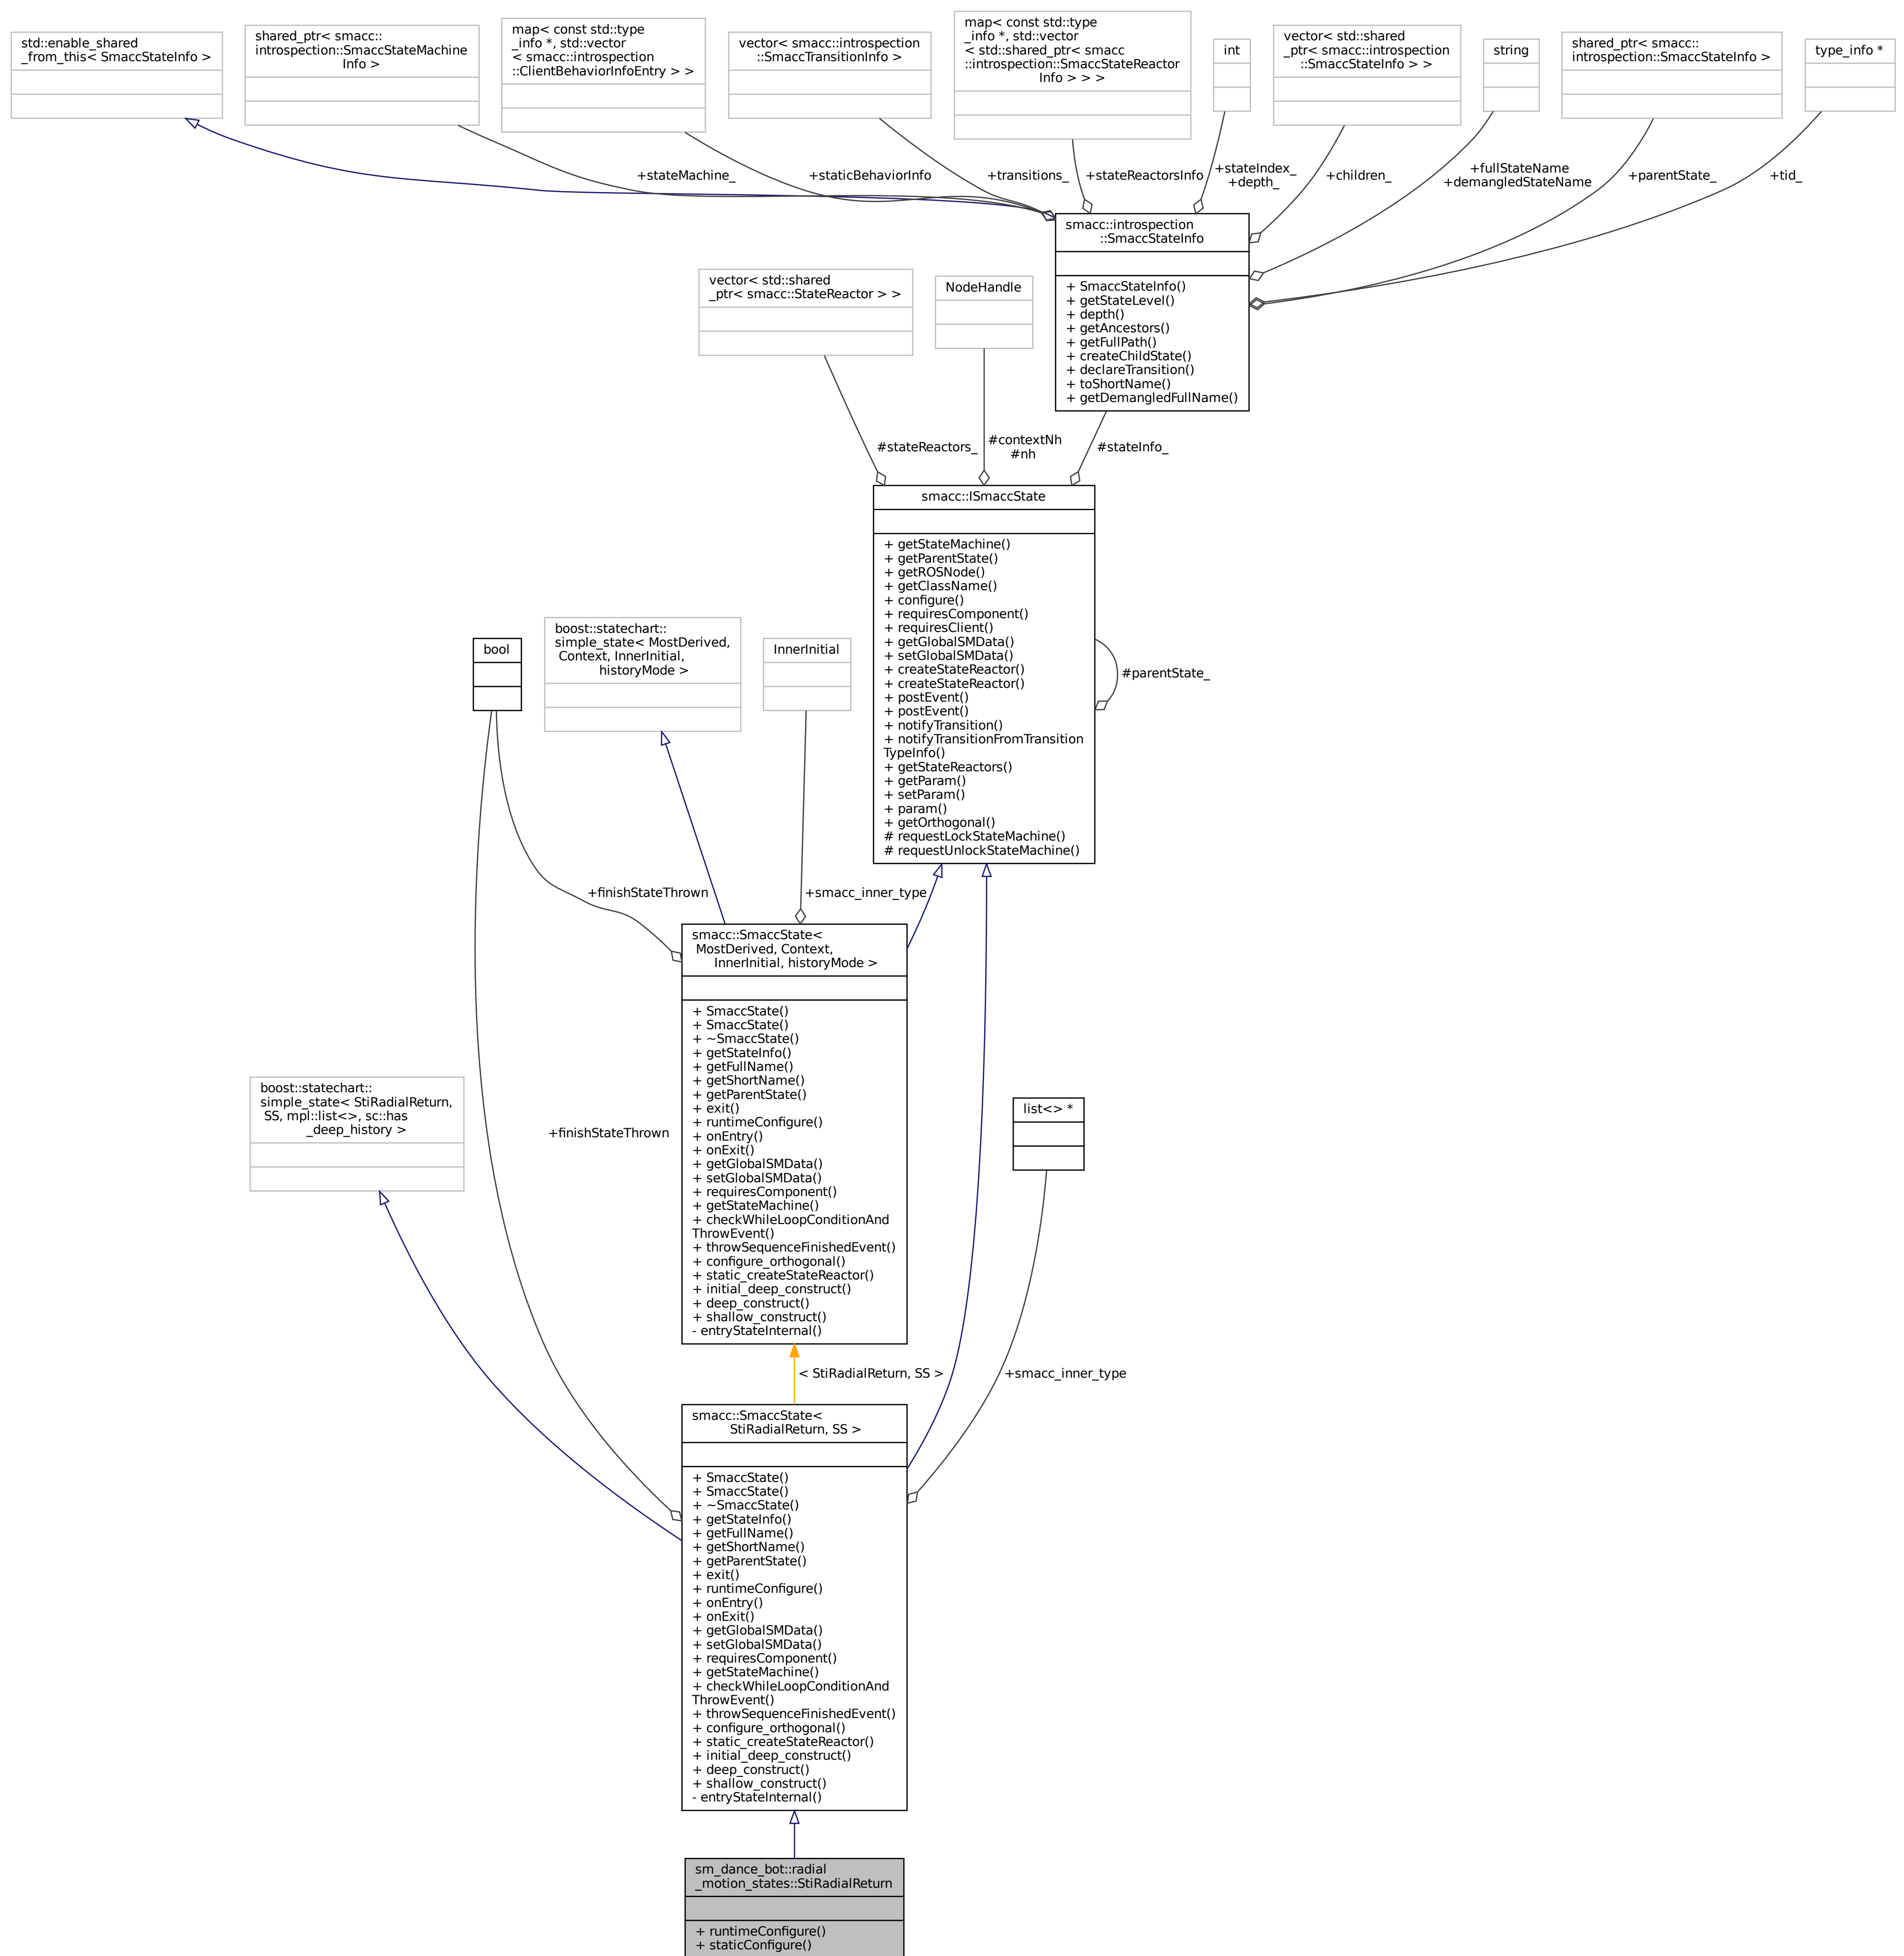 std::enable_shared
_from_this< SmaccStateInfo >
shared_ptr< smacc::
introspection::SmaccStateMachine
Info >
map< const std::type
_info *, std::vector
< smacc::introspection
::ClientBehaviorInfoEntry > >
vector< smacc::introspection
::SmaccTransitionInfo >
map< const std::type
_info *, std::vector
< std::shared_ptr< smacc
::introspection::SmaccStateReactor
Info > > >
int
vector< std::shared
_ptr< smacc::introspection
::SmaccStateInfo > >
string
shared_ptr< smacc::
introspection::SmaccStateInfo >
type_info *
+stateMachine_
+staticBehaviorInfo
+transitions_
+stateReactorsInfo
+stateIndex_
+depth_
+children_
+fullStateName
+demangledStateName
+parentState_
+tid_
smacc::introspection
::SmaccStateInfo
+ SmaccStateInfo()
+ getStateLevel()
+ depth()
+ getAncestors()
+ getFullPath()
+ createChildState()
+ declareTransition()
+ toShortName()
+ getDemangledFullName()
vector< std::shared
_ptr< smacc::StateReactor > >
NodeHandle
#stateReactors_
#contextNh
#nh
#stateInfo_
smacc::ISmaccState
+ getStateMachine()
+ getParentState()
+ getROSNode()
+ getClassName()
+ configure()
+ requiresComponent()
+ requiresClient()
+ getGlobalSMData()
+ setGlobalSMData()
+ createStateReactor()
+ createStateReactor()
+ postEvent()
+ postEvent()
+ notifyTransition()
+ notifyTransitionFromTransition
TypeInfo()
+ getStateReactors()
+ getParam()
+ setParam()
+ param()
+ getOrthogonal()
# requestLockStateMachine()
# requestUnlockStateMachine()
#parentState_
bool
boost::statechart::
simple_state< MostDerived,
Context, InnerInitial,
historyMode >
InnerInitial
+finishStateThrown
+smacc_inner_type
smacc::SmaccState<
MostDerived, Context,
InnerInitial, historyMode >
+ SmaccState()
+ SmaccState()
+ ~SmaccState()
+ getStateInfo()
+ getFullName()
+ getShortName()
+ getParentState()
+ exit()
+ runtimeConfigure()
+ onEntry()
+ onExit()
+ getGlobalSMData()
+ setGlobalSMData()
+ requiresComponent()
+ getStateMachine()
+ checkWhileLoopConditionAnd
ThrowEvent()
+ throwSequenceFinishedEvent()
+ configure_orthogonal()
+ static_createStateReactor()
+ initial_deep_construct()
+ deep_construct()
+ shallow_construct()
- entryStateInternal()
boost::statechart::
simple_state< StiRadialReturn,
SS, mpl::list<>, sc::has
_deep_history >
+finishStateThrown
list<> *
< StiRadialReturn, SS >
+smacc_inner_type
smacc::SmaccState<
StiRadialReturn, SS >
+ SmaccState()
+ SmaccState()
+ ~SmaccState()
+ getStateInfo()
+ getFullName()
+ getShortName()
+ getParentState()
+ exit()
+ runtimeConfigure()
+ onEntry()
+ onExit()
+ getGlobalSMData()
+ setGlobalSMData()
+ requiresComponent()
+ getStateMachine()
+ checkWhileLoopConditionAnd
ThrowEvent()
+ throwSequenceFinishedEvent()
+ configure_orthogonal()
+ static_createStateReactor()
+ initial_deep_construct()
+ deep_construct()
+ shallow_construct()
- entryStateInternal()
sm_dance_bot::radial
_motion_states::StiRadialReturn
+ runtimeConfigure()
+ staticConfigure()